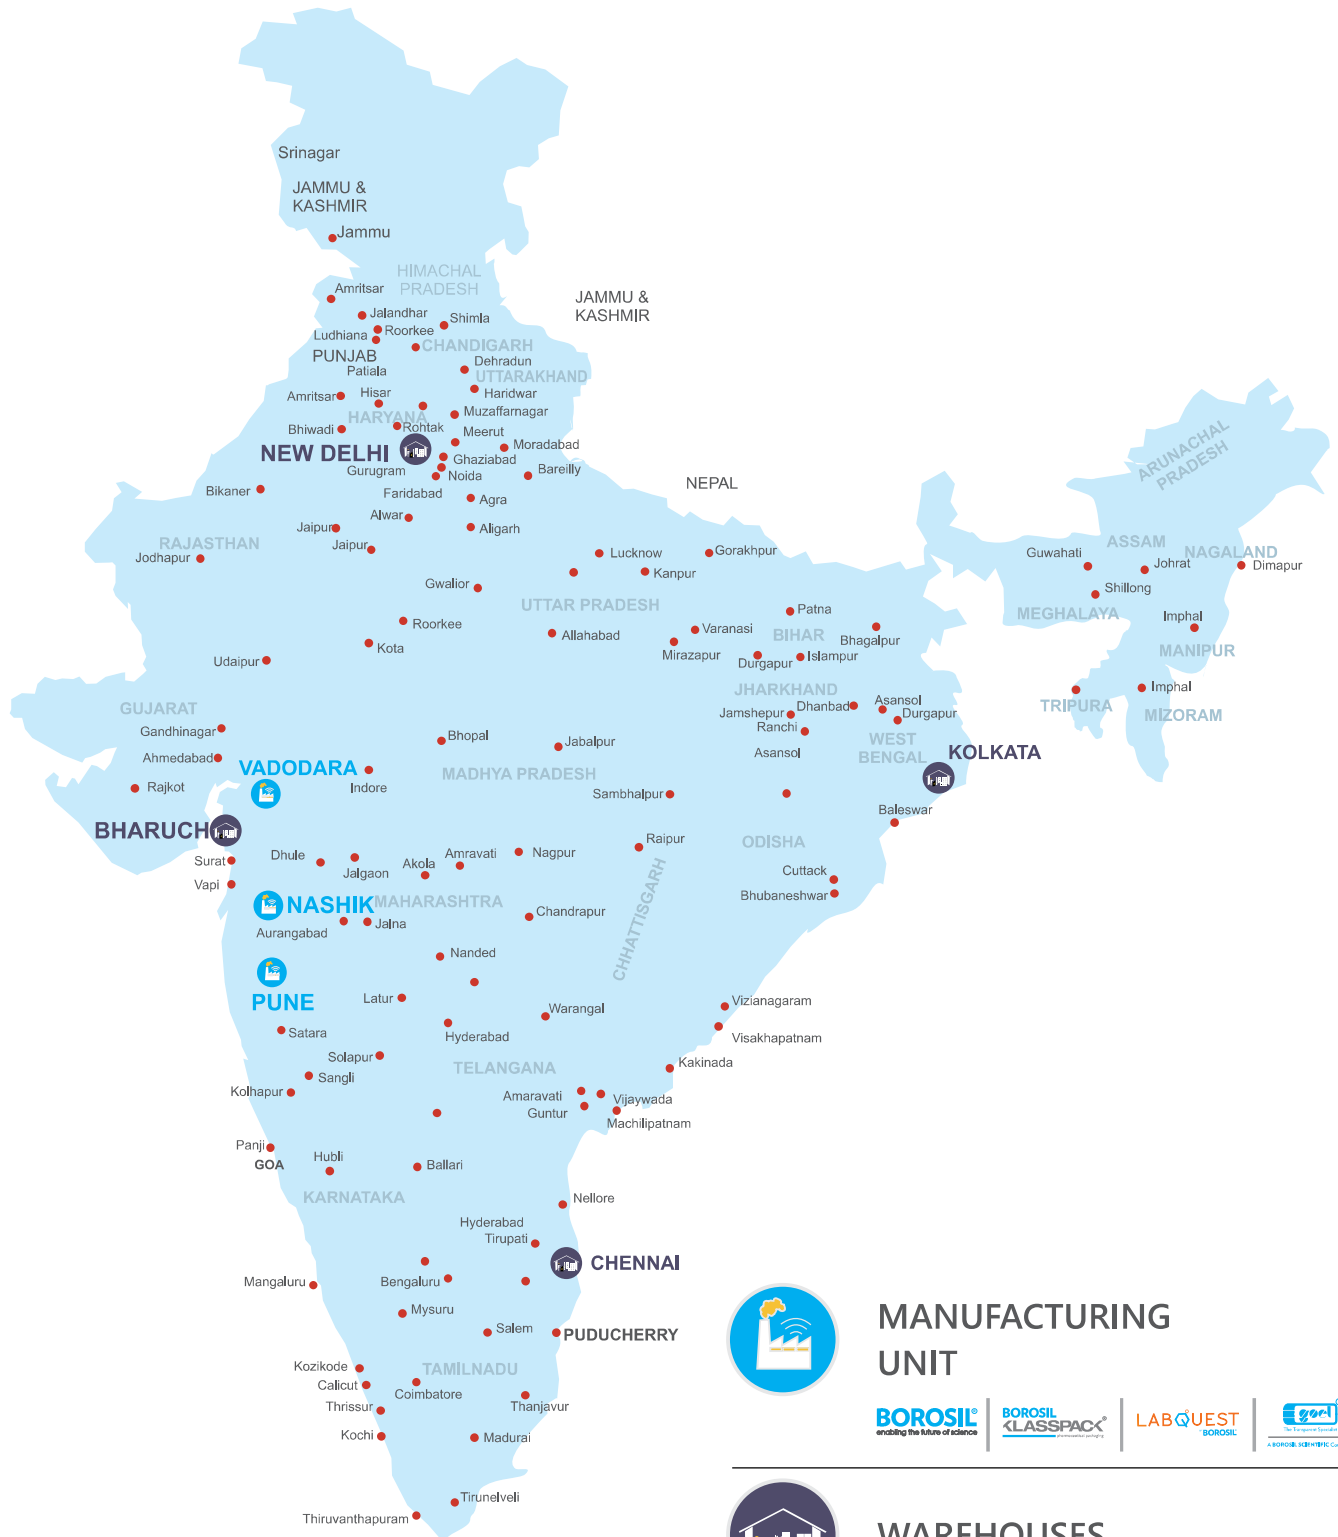 Srinagar
JAMMU &
KASHMIR
Jammu
HIMACHAL
PRADESH
Amritsar
JAMMU &
KASHMIR
Jalandhar
Shimla
Ludhiana
Roorkee
CHANDIGARH
PUNJAB
Patiala
Dehradun
UTTARAKHAND
Amritsar
Hisar
Haridwar
HARYANA
Muzaffarnagar
Bhiwadi
Rohtak
Meerut
Moradabad
NEW DELHI
Ghaziabad
Gurugram
Noida
Bareilly
NEPAL
Bikaner
Faridabad
Agra
Alwar
Jaipur
Aligarh
RAJASTHAN
Jaipur
Jodhapur
Lucknow
Gorakhpur
Kanpur
Gwalior
UTTAR PRADESH
ARUNACHAL
PRADESH
ASSAM
Guwahati
NAGALAND
Johrat
Dimapur
Shillong
MEGHALAYA
Imphal
MANIPUR
Imphal
TRIPURA
MIZORAM
Patna
Roorkee
Allahabad
Varanasi
BIHAR
Bhagalpur
Kota
Mirazapur
Durgapur
Islampur
Udaipur
JHARKHAND
GUJARAT
Jamshepur
Dhanbad
Asansol
Durgapur
Gandhinagar
Ranchi
Bhopal
Jabalpur
WEST
BENGAL
Asansol
KOLKATA
Ahmedabad
VADODARA
MADHYA PRADESH
Rajkot
Indore
Sambhalpur
Baleswar
BHARUCH
ODISHA
Raipur
Surat
Dhule
Jalgaon
Akola
Amravati
Nagpur
Cuttack
Vapi
Bhubaneshwar
NASHIK
MAHARASHTRA
CHHATTISGARH
Aurangabad
Jalna
Chandrapur
Nanded
PUNE
Latur
Warangal
Vizianagaram
Satara
Hyderabad
Visakhapatnam
Solapur
TELANGANA
Kakinada
Sangli
Kolhapur
Amaravati
Vijaywada
Guntur
Machilipatnam
Panji
GOA
Hubli
Ballari
KARNATAKA
Nellore
Hyderabad
Tirupati
CHENNAI
Mangaluru
Bengaluru
Mysuru
Salem
PUDUCHERRY
Kozikode
TAMILNADU
Calicut
Coimbatore
Thrissur
Thanjavur
Kochi
Madurai
Tirunelveli
Thiruvanthapuram
MANUFACTURING
UNIT
BOROSIL®
enabling the future of science
BOROSIL
KLASSPACK®
pharmaceutical packaging
LABQUEST
BY BOROSIL
goel
A BOROSIL SCIENTIFIC
WAREHOUSES